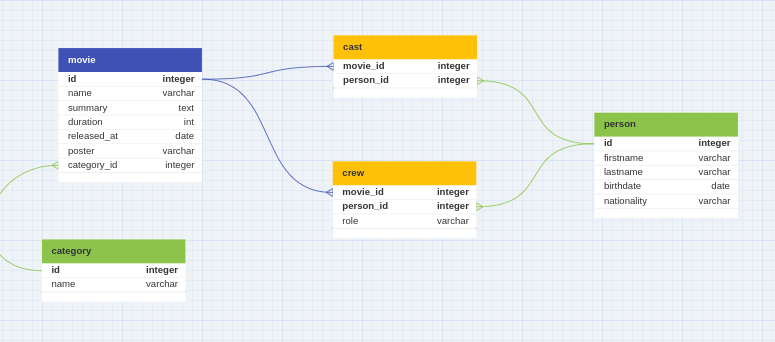 movie
id integer
name varchar
summary text
duration int
released_at date
poster varchar
category_id integer
category
id integer
name varchar
cast
movie_id integer
person_id integer
crew
movie_id integer
person_id integer
role varchar
person
id integer
firstname varchar
lastname varchar
birthdate date
nationality varchar